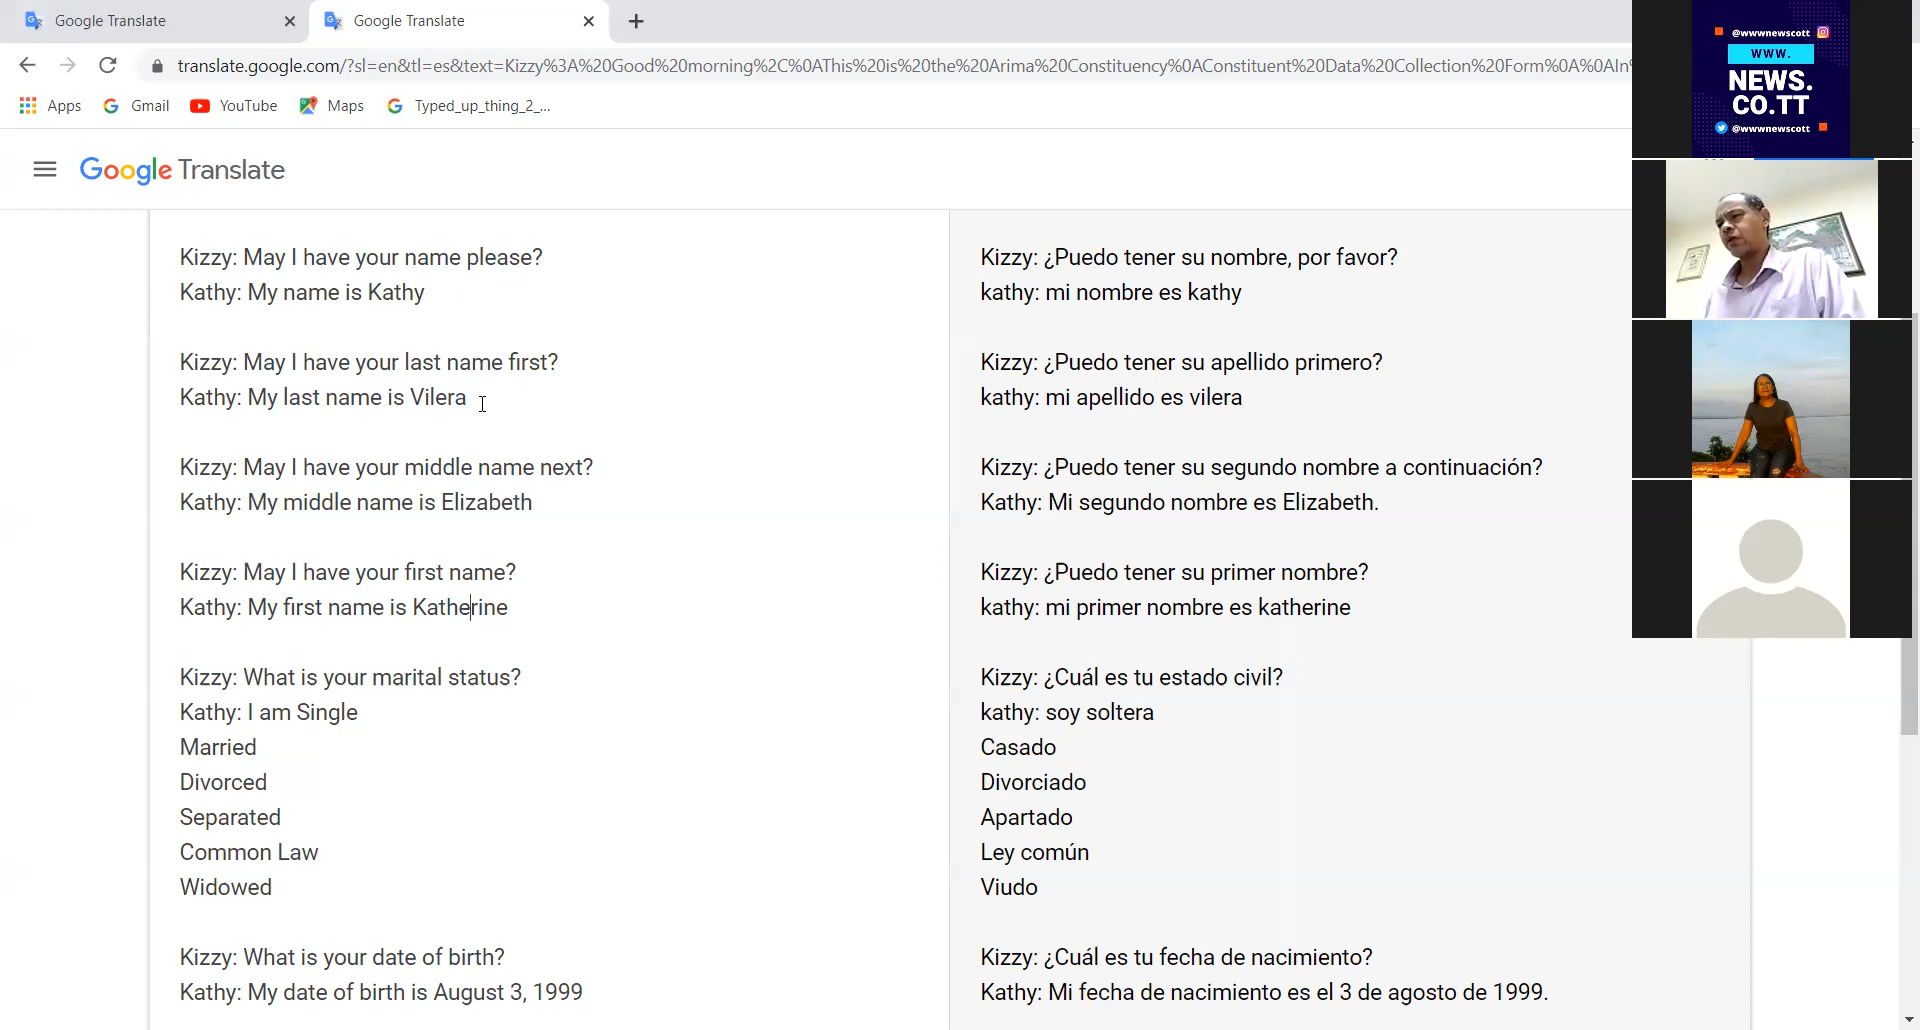 Google Translate
Google Translate
translate.google.com/?sl=en&tl=es&text=Kizzy%3A%20Good%20morning%2C%0AThis%20is%20the%20Arima%20Constituency%0AConstituent%20Data%20Collection%20Form%0A%0AIn%
Apps
Gmail
YouTube
Maps
Typed_up_thing_2_...
Google Translate
Kizzy: May I have your name please?
Kathy: My name is Kathy
Kizzy: May I have your last name first?
Kathy: My last name is Vilera
Kizzy: May I have your middle name next?
Kathy: My middle name is Elizabeth
Kizzy: May I have your first name?
Kathy: My first name is Katherine
Kizzy: What is your marital status?
Kathy: I am Single
Married
Divorced
Separated
Common Law
Widowed
Kizzy: What is your date of birth?
Kathy: My date of birth is August 3, 1999
Kizzy: ¿Puedo tener su nombre, por favor?
kathy: mi nombre es kathy
Kizzy: ¿Puedo tener su apellido primero?
kathy: mi apellido es vilera
Kizzy: ¿Puedo tener su segundo nombre a continuación?
Kathy: Mi segundo nombre es Elizabeth.
Kizzy: ¿Puedo tener su primer nombre?
kathy: mi primer nombre es katherine
Kizzy: ¿Cuál es tu estado civil?
kathy: soy soltera
Casado
Divorciado
Apartado
Ley común
Viudo
Kizzy: ¿Cuál es tu fecha de nacimiento?
Kathy: Mi fecha de nacimiento es el 3 de agosto de 1999.
@wwwnewscott
WWW.
NEWS.
CO.TT
@wwwnewscott